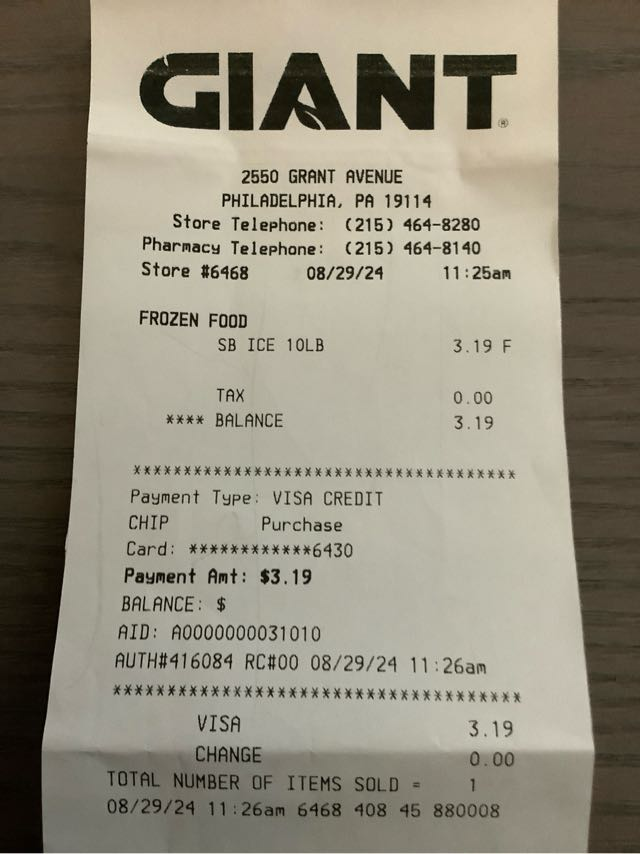 GIANT®
2550 GRANT AVENUE
PHILADELPHIA, PA 19114
Store Telephone: (215) 464-8280
Pharmacy Telephone: (215) 464-8140
Store #6468 08/29/24 11:25am
FROZEN FOOD
SB ICE 10LB 3.19 F
TAX 0.00
**** BALANCE 3.19
**************************************
Payment Type: VISA CREDIT
CHIP Purchase
Card: ************6430
Payment Amt: $3.19
BALANCE: $
AID: A0000000031010
AUTH#416084 RC#00 08/29/24 11:26am
**************************************
VISA 3.19
CHANGE 0.00
TOTAL NUMBER OF ITEMS SOLD = 1
08/29/24 11:26am 6468 408 45 880008